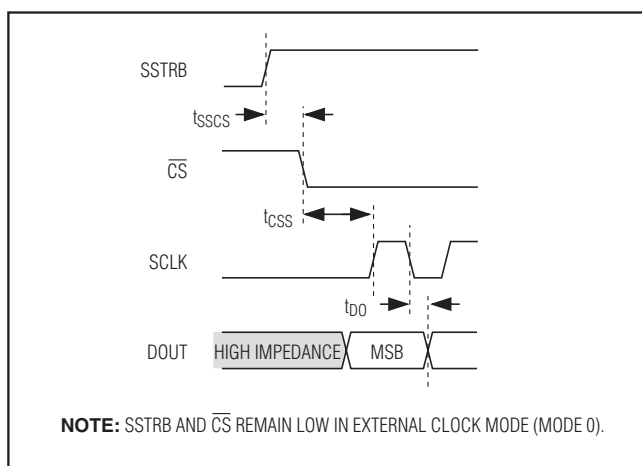 SSTRB
tSSCS
CS
tCSS
SCLK
tDO
DOUT HIGH IMPEDANCE MSB
NOTE: SSTRB AND CS REMAIN LOW IN EXTERNAL CLOCK MODE (MODE 0).